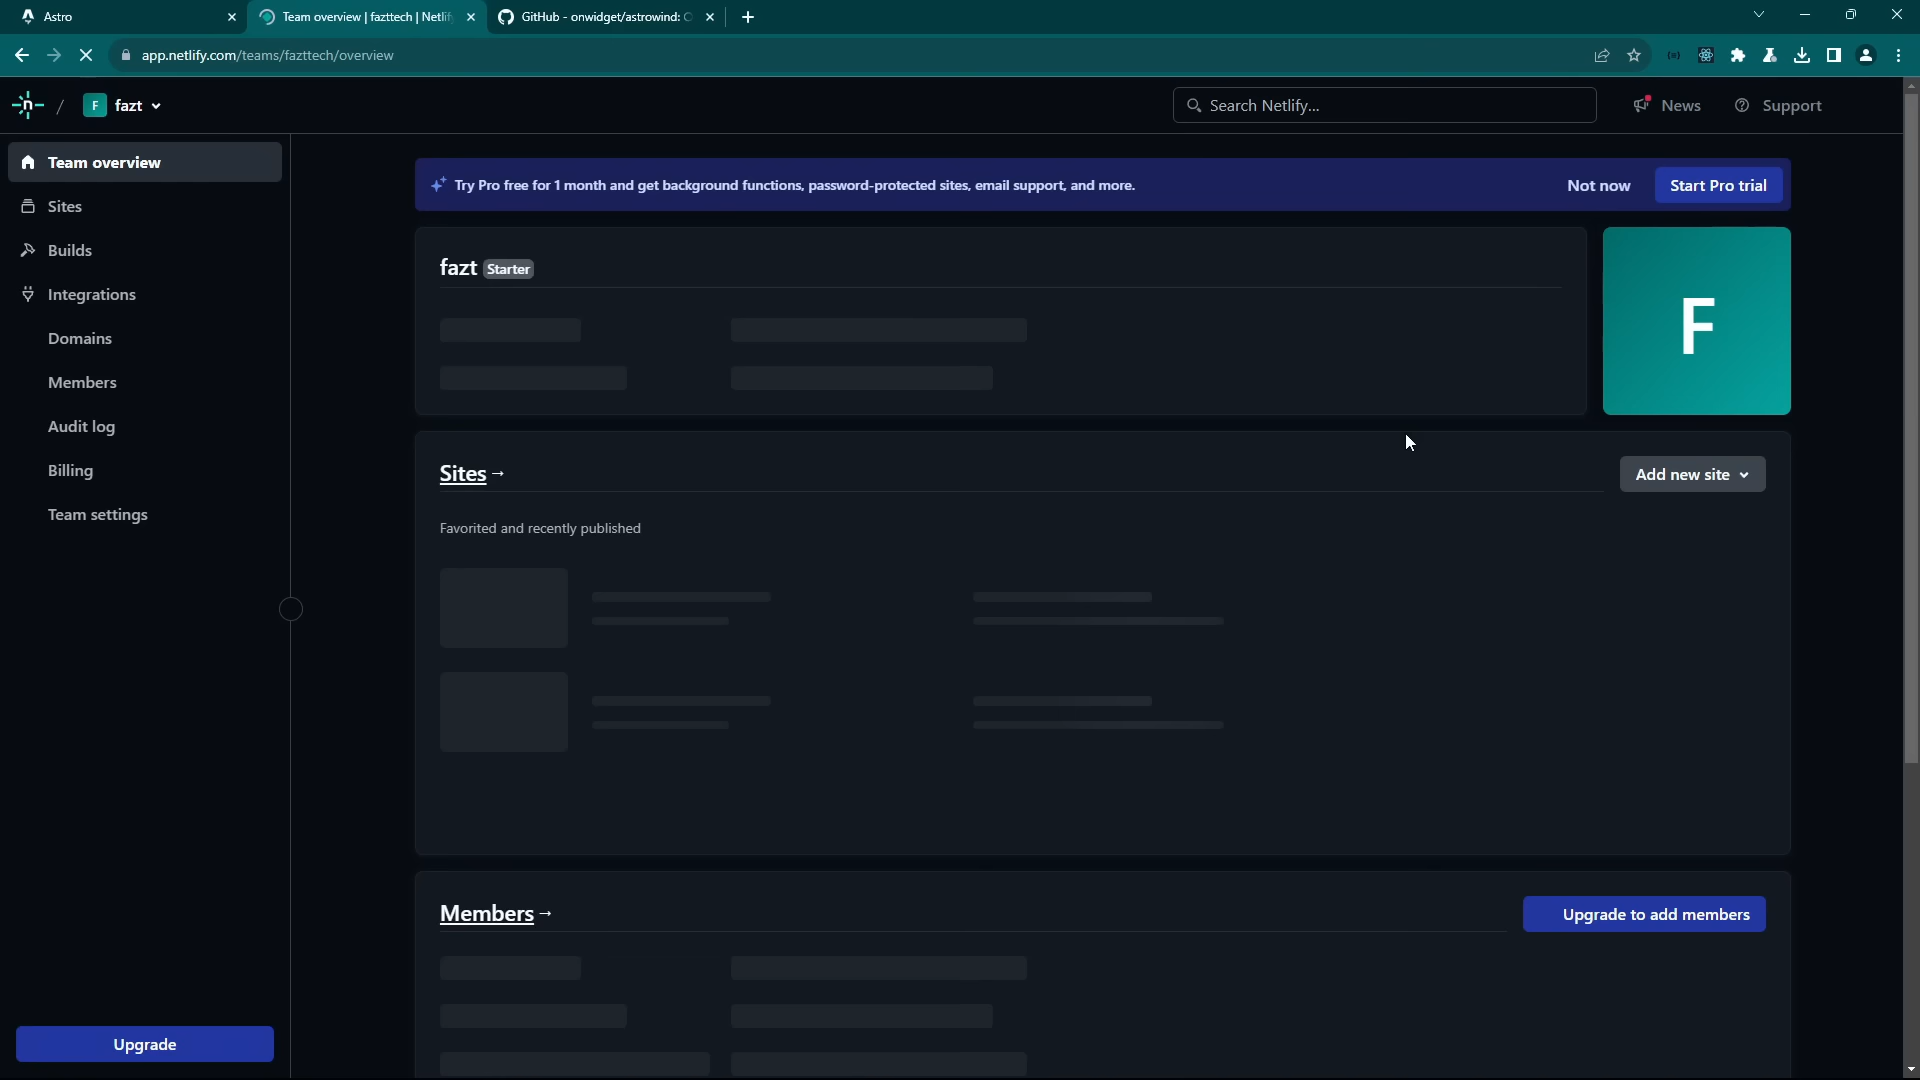 Astro
Team overview | fazttech | Netlif
GitHub - onwidget/astrowind:
app.netlify.com/teams/fazttech/overview
F fazt
Search Netlify...
News
Support
Team overview
Sites
Builds
Integrations
Domains
Members
Audit log
Billing
Team settings
Upgrade
Try Pro free for 1 month and get background functions, password-protected sites, email support, and more.
Not now
Start Pro trial
fazt Starter
F
Sites →
Add new site
Favorited and recently published
Members →
Upgrade to add members